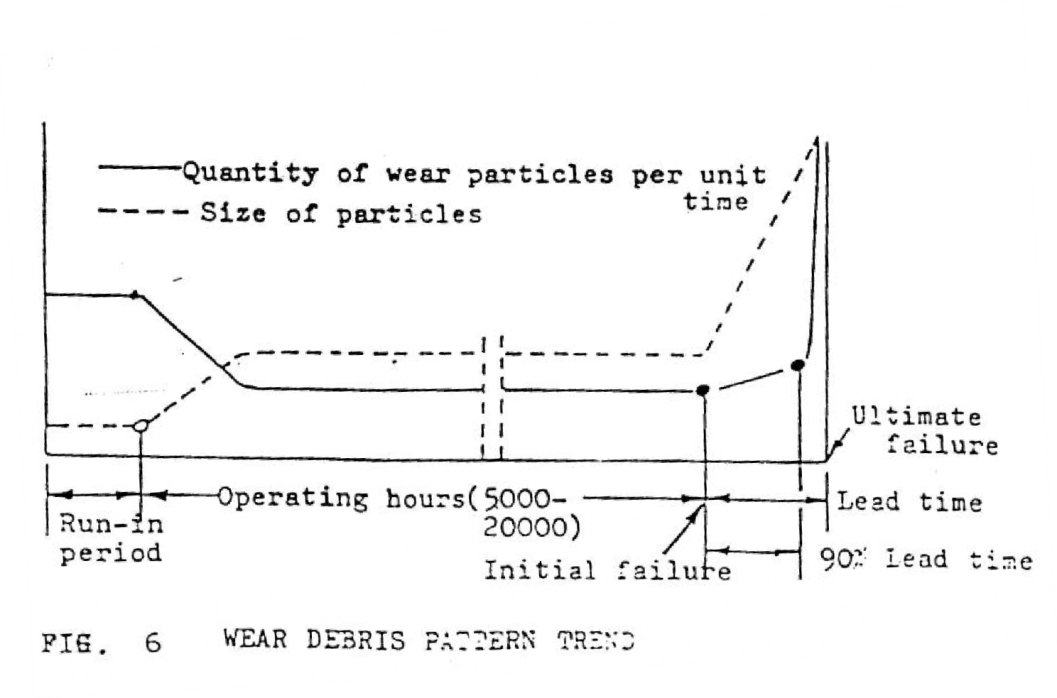 Quantity of wear particles per unit
time
Size of particles
Ultimate
failure
Operating hours(5000-
20000)
Lead time
Run-in
period
Initial failure
90% Lead time
FIG. 6 WEAR DEBRIS PATTERN TREND